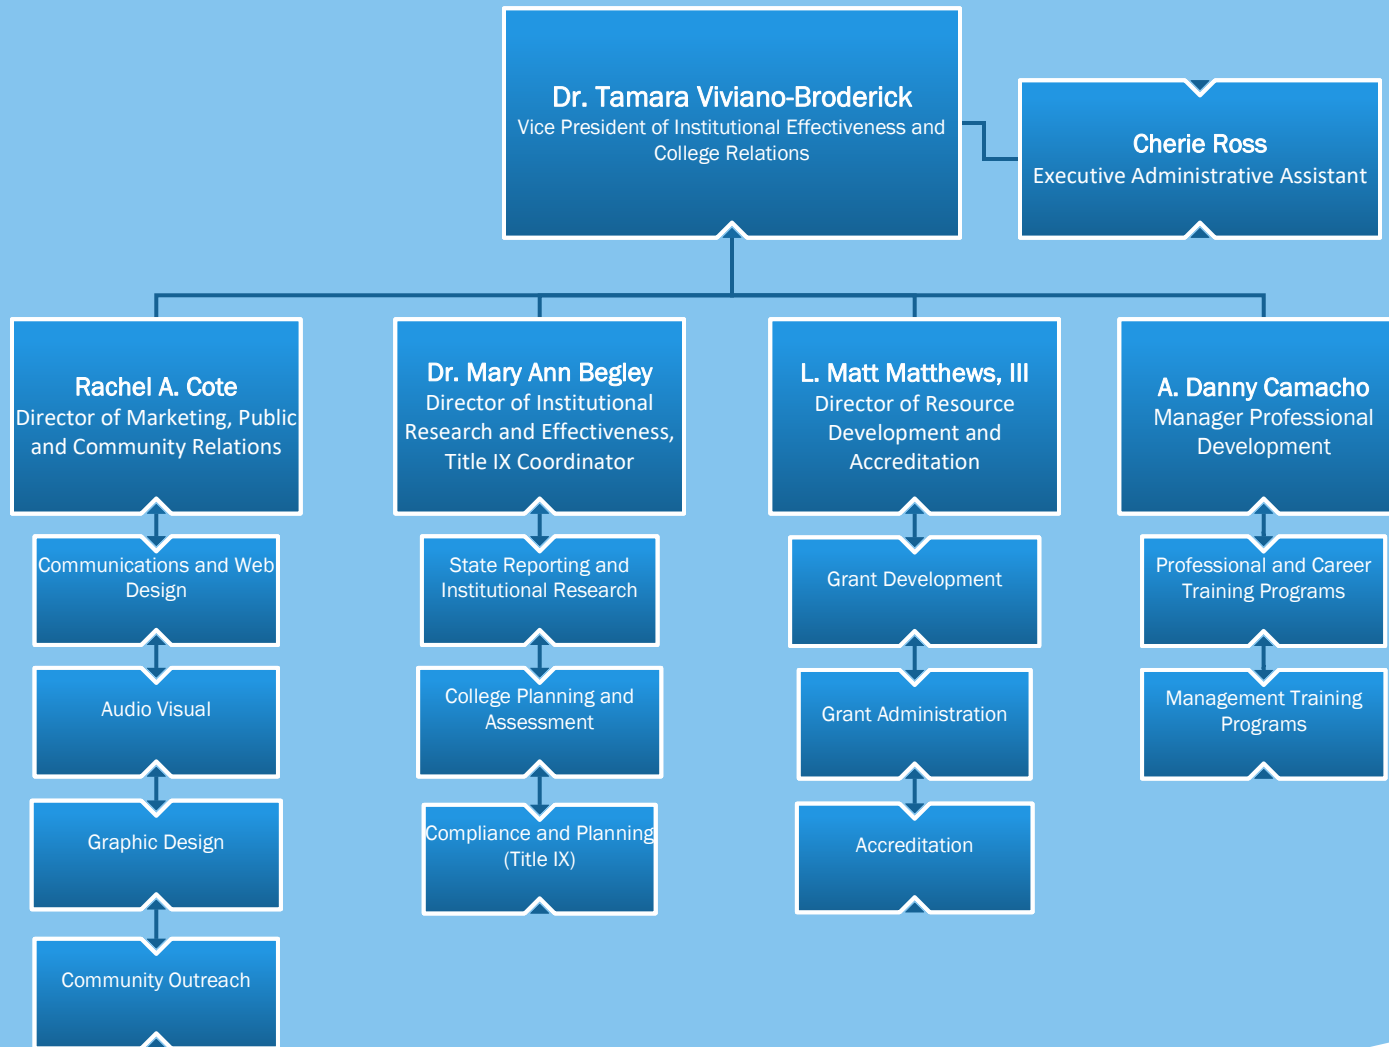 Dr. Tamara Viviano-Broderick
Vice President of Institutional Effectiveness and
College Relations
Cherie Ross
Executive Administrative Assistant
Rachel A. Cote
Director of Marketing, Public
and Community Relations
Dr. Mary Ann Begley
Director of Institutional
Research and Effectiveness,
Title IX Coordinator
L. Matt Matthews, III
Director of Resource
Development and
Accreditation
A. Danny Camacho
Manager Professional
Development
Communications and Web
Design
Audio Visual
Graphic Design
Community Outreach
State Reporting and
Institutional Research
College Planning and
Assessment
Compliance and Planning
(Title IX)
Grant Development
Grant Administration
Accreditation
Professional and Career
Training Programs
Management Training
Programs